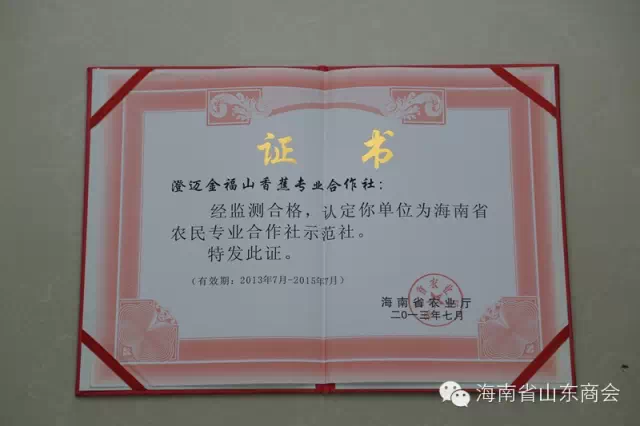 证书
澄迈金福山香蕉专业合作社：
经监测合格，认定你单位为海南省
农民专业合作社示范社。
特发此证。
（有效期：2013年7月-2015年7月）
海南省农业厅
二〇一三年七月
海南省山东商会